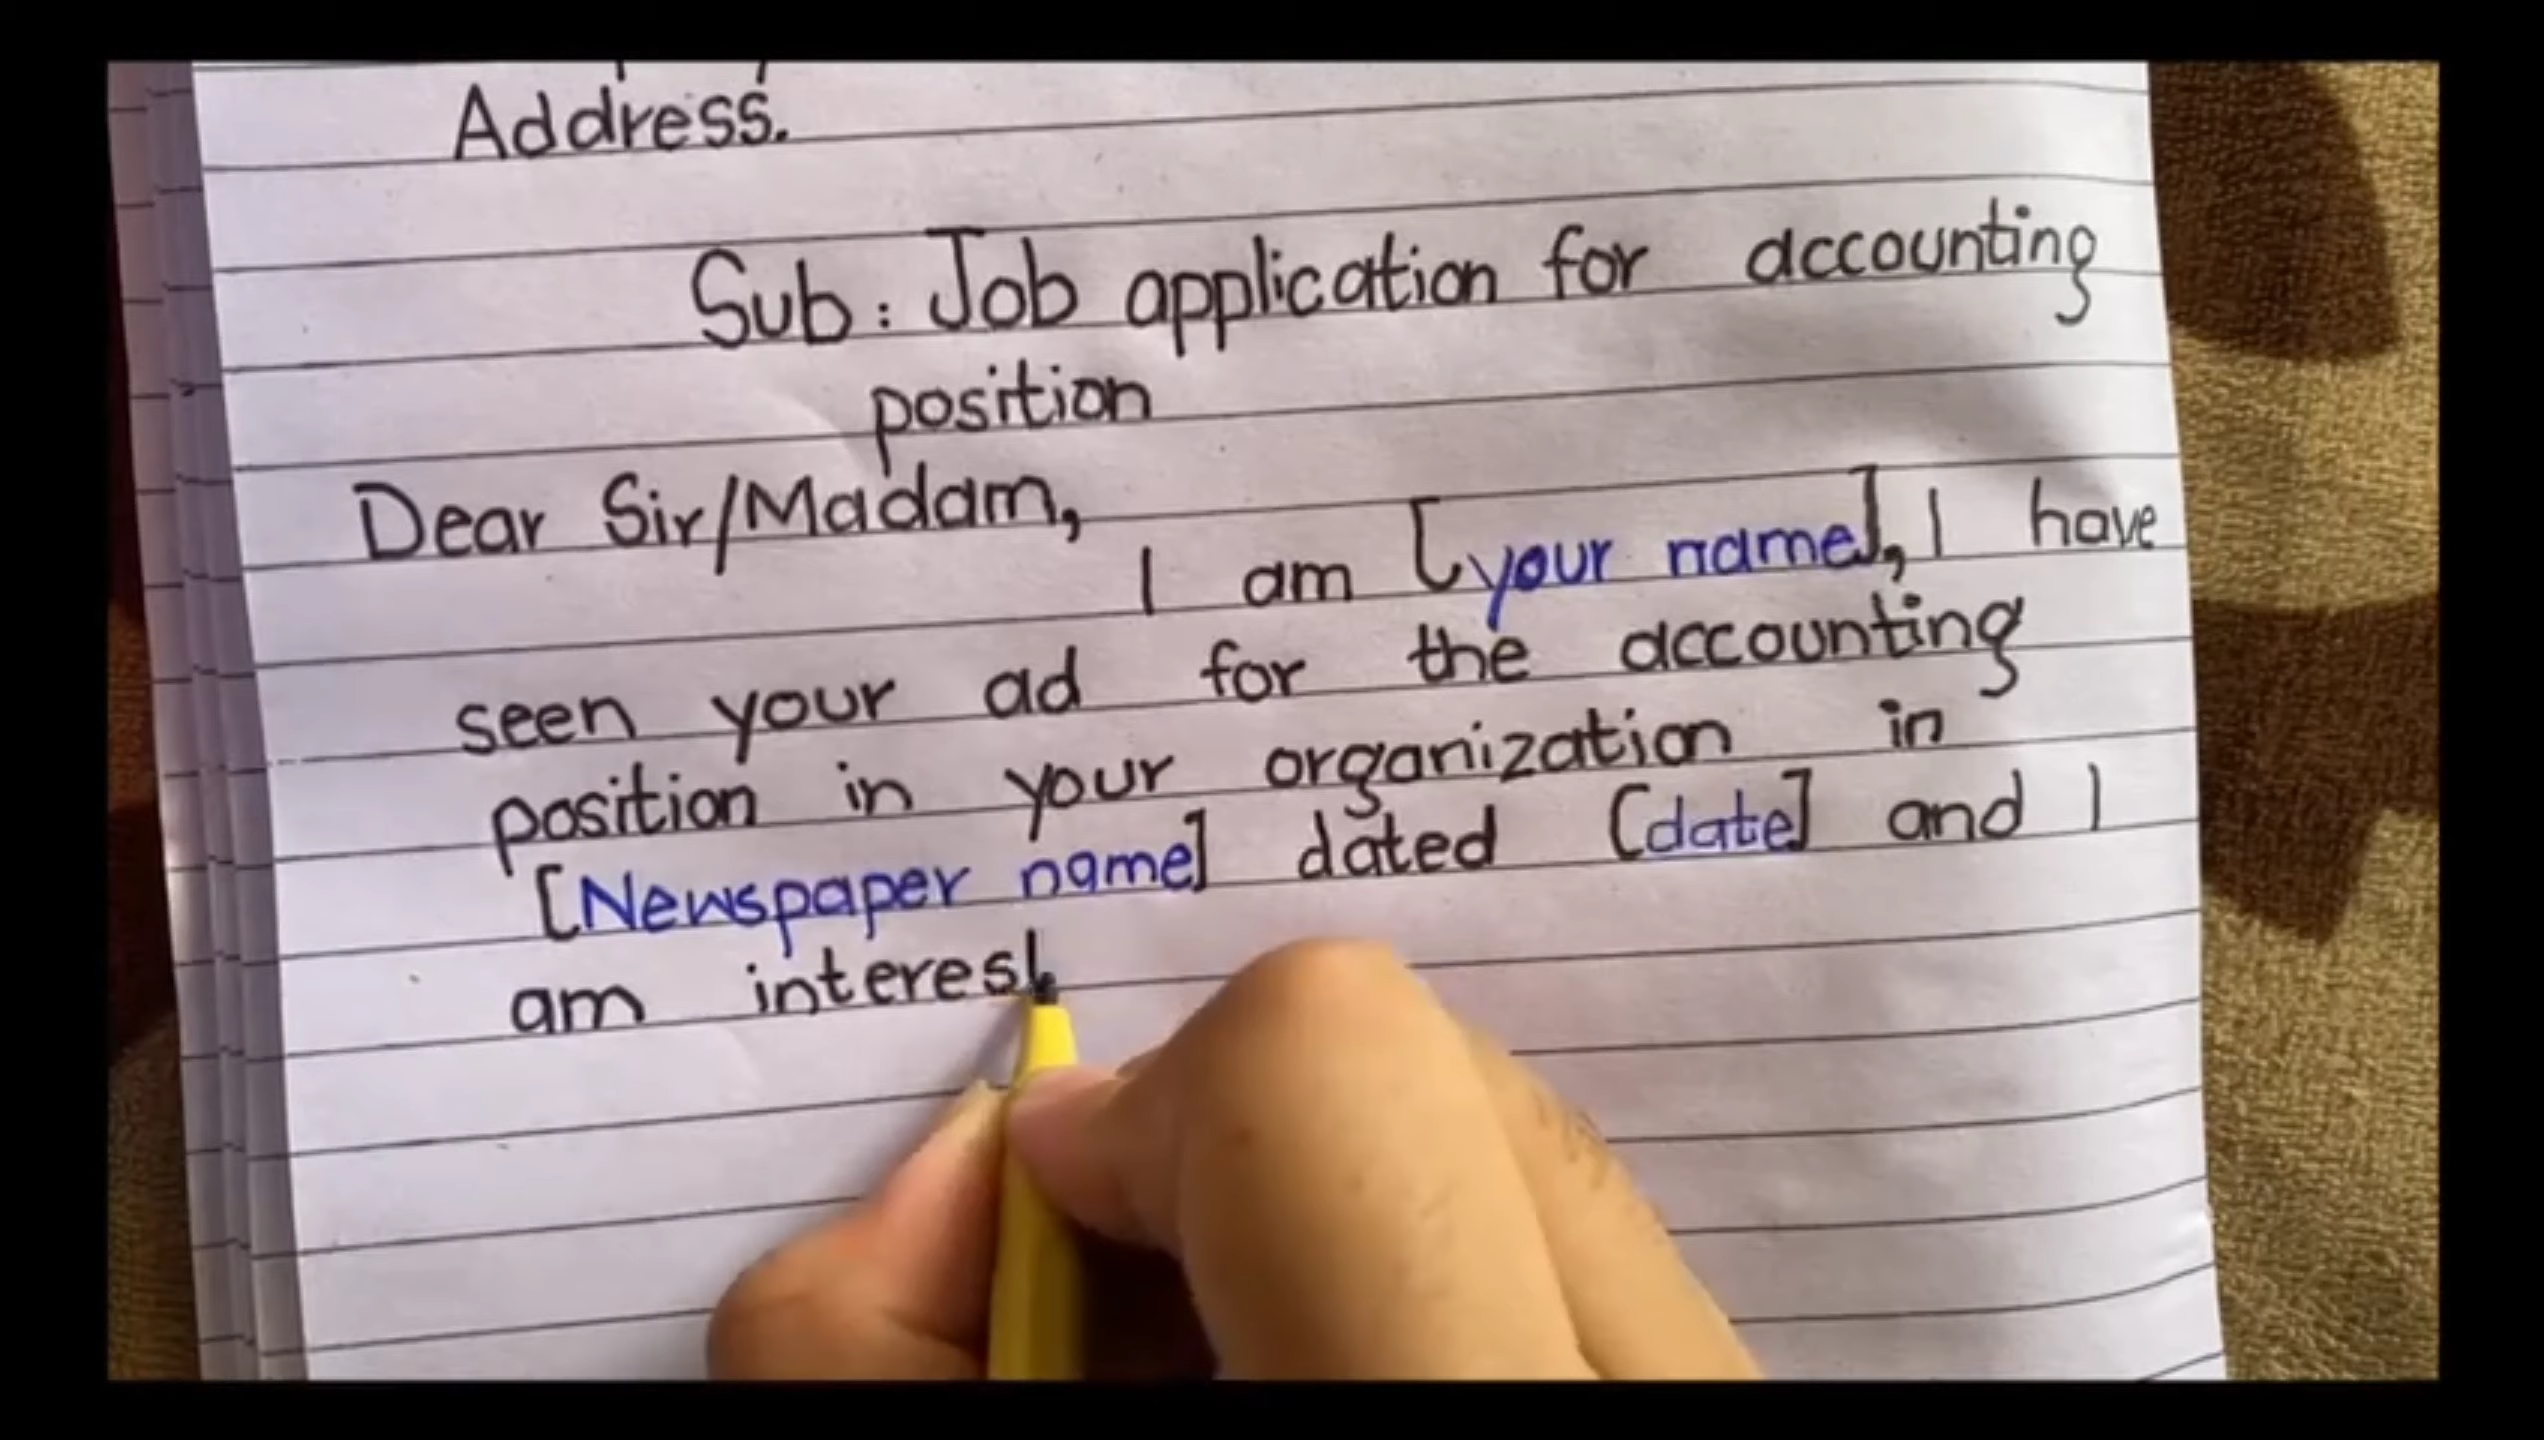 Address.
Sub: Job application for accounting
position
Dear Sir/Madam,
I am [your name], I have
seen your ad for the accounting
position in your organization in
[Newspaper name] dated [date] and I
am interest